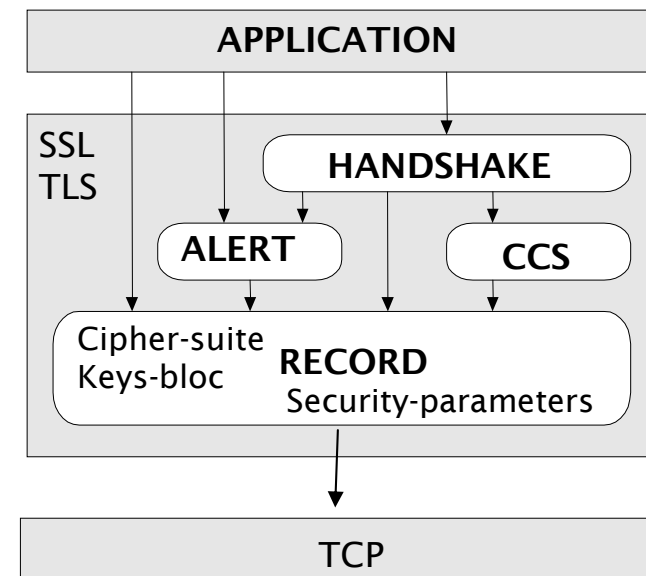 APPLICATION
SSL
TLS
HANDSHAKE
ALERT
CCS
Cipher-suite
Keys-bloc
RECORD
Security-parameters
TCP